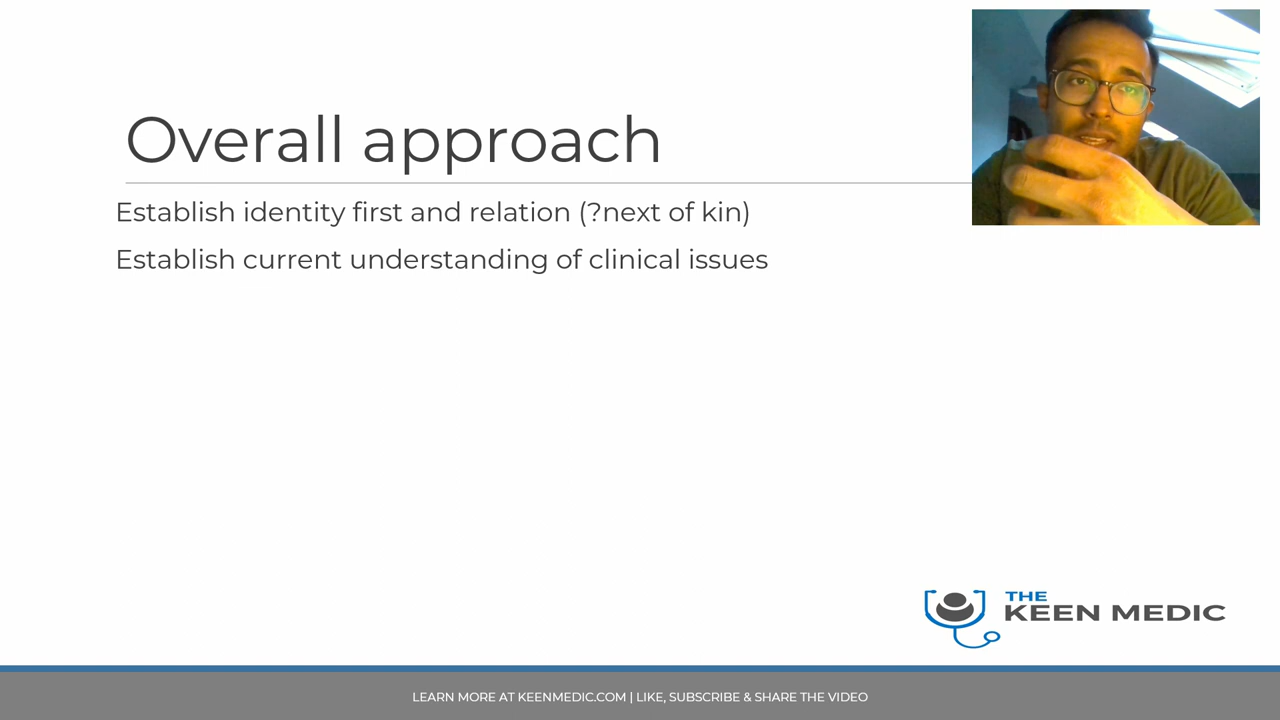 Overall approach
Establish identity first and relation (?next of kin)
Establish current understanding of clinical issues
THE
KEEN MEDIC
LEARN MORE AT KEENMEDIC.COM | LIKE, SUBSCRIBE & SHARE THE VIDEO